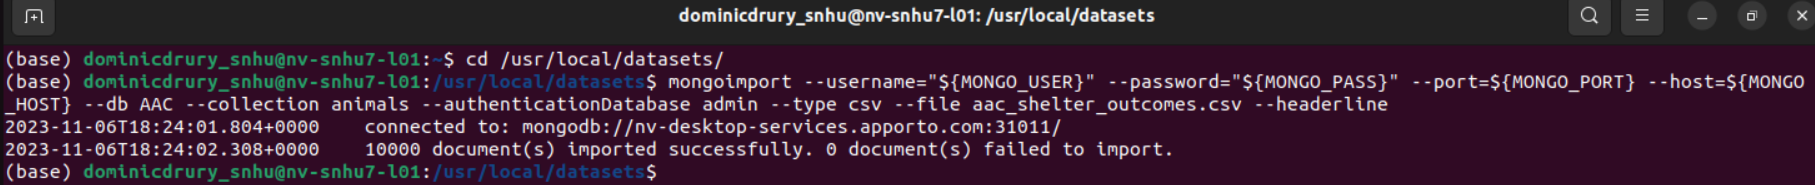 dominicdrury_snhu@nv-snhu7-l01: /usr/local/datasets
(base) dominicdrury_snhu@nv-snhu7-l01:~$ cd /usr/local/datasets/
(base) dominicdrury_snhu@nv-snhu7-l01:/usr/local/datasets$ mongoimport --username="${MONGO_USER}" --password="${MONGO_PASS}" --port=${MONGO_PORT} --host=${MONGO
_HOST} --db AAC --collection animals --authenticationDatabase admin --type csv --file aac_shelter_outcomes.csv --headerline
2023-11-06T18:24:01.804+0000    connected to: mongodb://nv-desktop-services.apporto.com:31011/
2023-11-06T18:24:02.308+0000    10000 document(s) imported successfully. 0 document(s) failed to import.
(base) dominicdrury_snhu@nv-snhu7-l01:/usr/local/datasets$